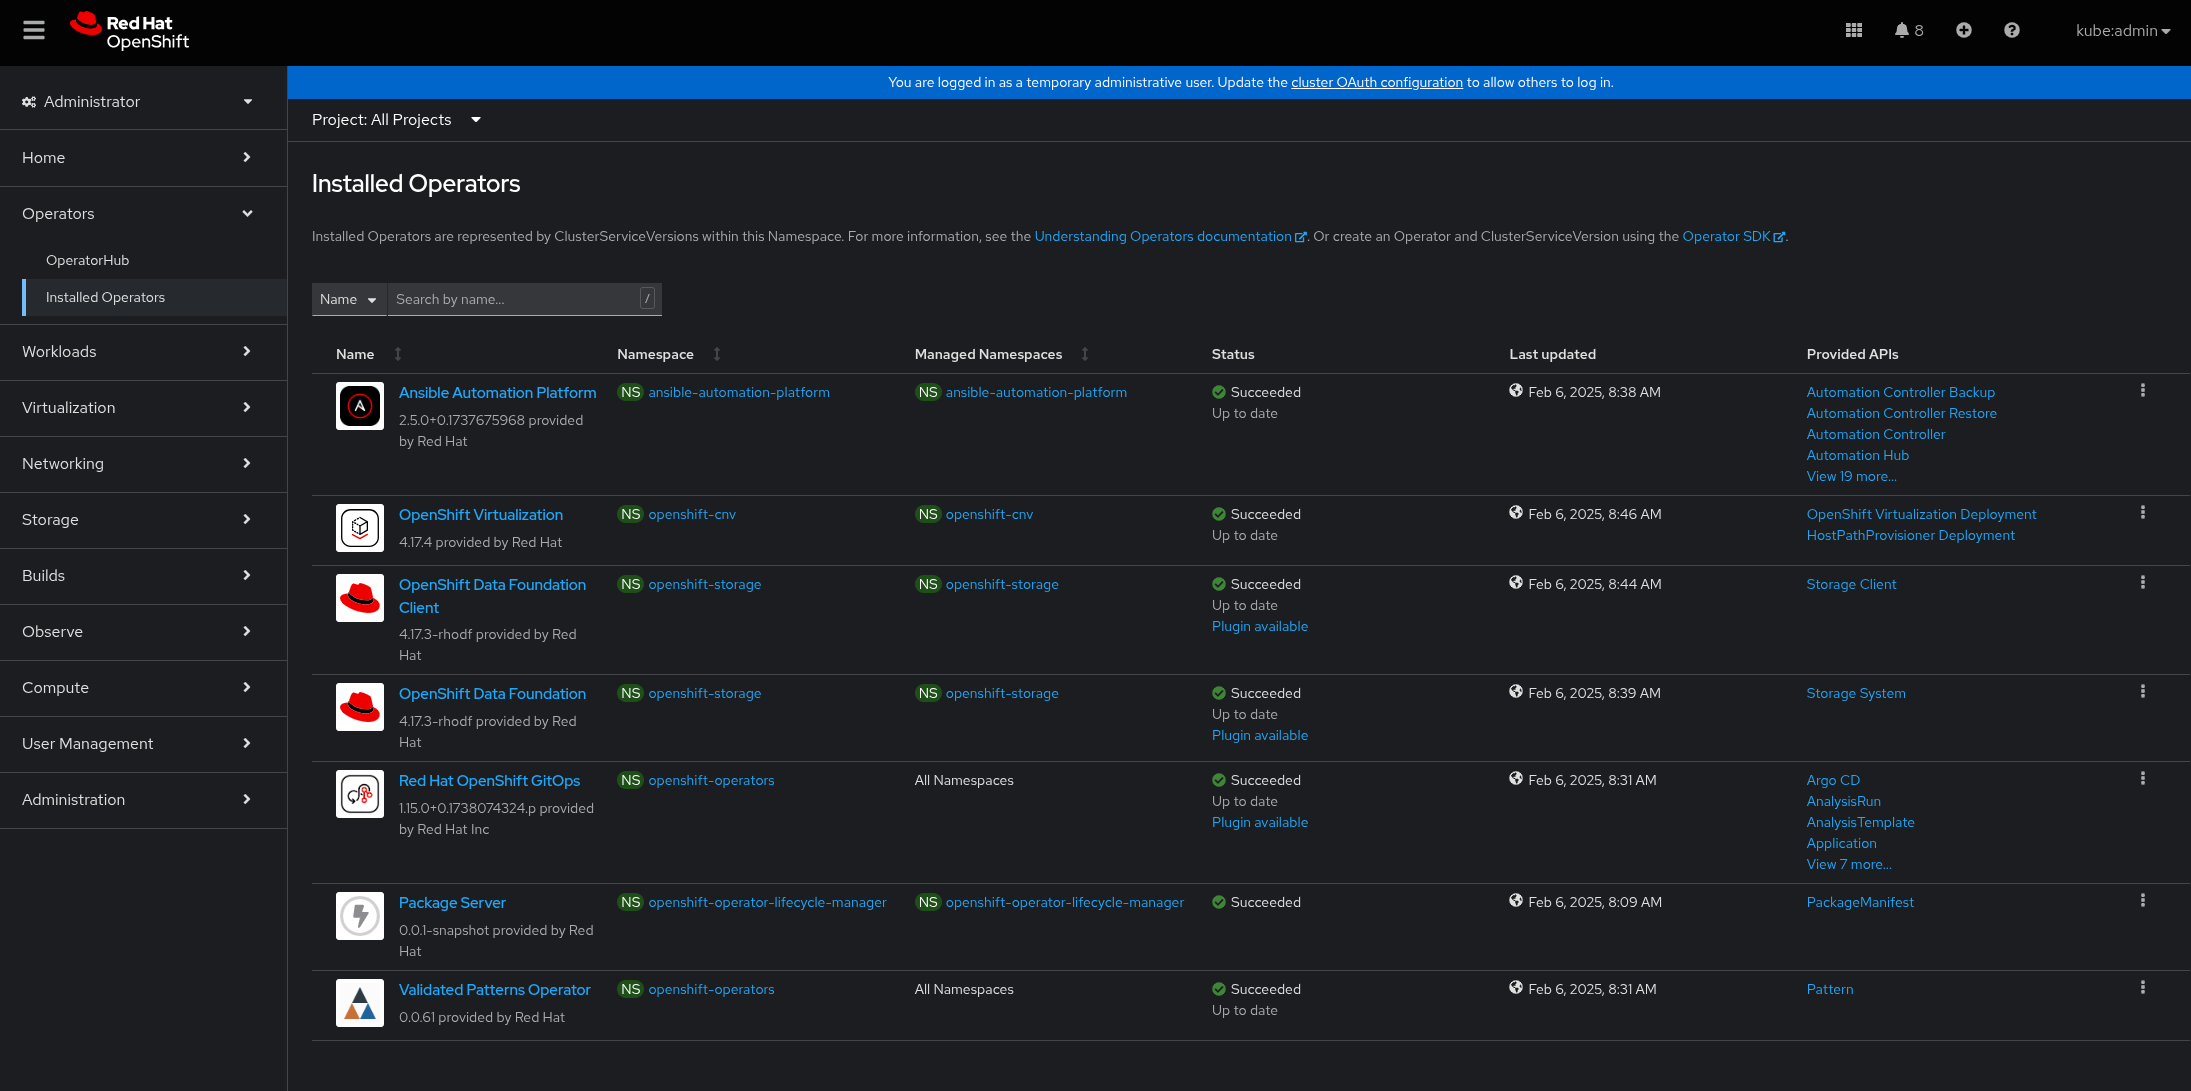 Red Hat
OpenShift
8
kube:admin
You are logged in as a temporary administrative user. Update the cluster OAuth configuration to allow others to log in.
Administrator
Home
Operators
OperatorHub
Installed Operators
Workloads
Virtualization
Networking
Storage
Builds
Observe
Compute
User Management
Administration
Project: All Projects
Installed Operators
Installed Operators are represented by ClusterServiceVersions within this Namespace. For more information, see the Understanding Operators documentation. Or create an Operator and ClusterServiceVersion using the Operator SDK.
Name Search by name... /
Name Namespace Managed Namespaces Status Last updated Provided APIs
Ansible Automation Platform
2.5.0+0.1737675968 provided
by Red Hat
NS ansible-automation-platform
NS ansible-automation-platform
Succeeded
Up to date
Feb 6, 2025, 8:38 AM
Automation Controller Backup
Automation Controller Restore
Automation Controller
Automation Hub
View 19 more...
OpenShift Virtualization
4.17.4 provided by Red Hat
NS openshift-cnv
NS openshift-cnv
Succeeded
Up to date
Feb 6, 2025, 8:46 AM
OpenShift Virtualization Deployment
HostPathProvisioner Deployment
OpenShift Data Foundation
Client
4.17.3-rhodf provided by Red
Hat
NS openshift-storage
NS openshift-storage
Succeeded
Up to date
Plugin available
Feb 6, 2025, 8:44 AM
Storage Client
OpenShift Data Foundation
4.17.3-rhodf provided by Red
Hat
NS openshift-storage
NS openshift-storage
Succeeded
Up to date
Plugin available
Feb 6, 2025, 8:39 AM
Storage System
Red Hat OpenShift GitOps
1.15.0+0.1738074324.p provided
by Red Hat Inc
NS openshift-operators
All Namespaces
Succeeded
Up to date
Plugin available
Feb 6, 2025, 8:31 AM
Argo CD
AnalysisRun
AnalysisTemplate
Application
View 7 more...
Package Server
0.0.1-snapshot provided by Red
Hat
NS openshift-operator-lifecycle-manager
NS openshift-operator-lifecycle-manager
Succeeded
Feb 6, 2025, 8:09 AM
PackageManifest
Validated Patterns Operator
0.0.61 provided by Red Hat
NS openshift-operators
All Namespaces
Succeeded
Up to date
Feb 6, 2025, 8:31 AM
Pattern